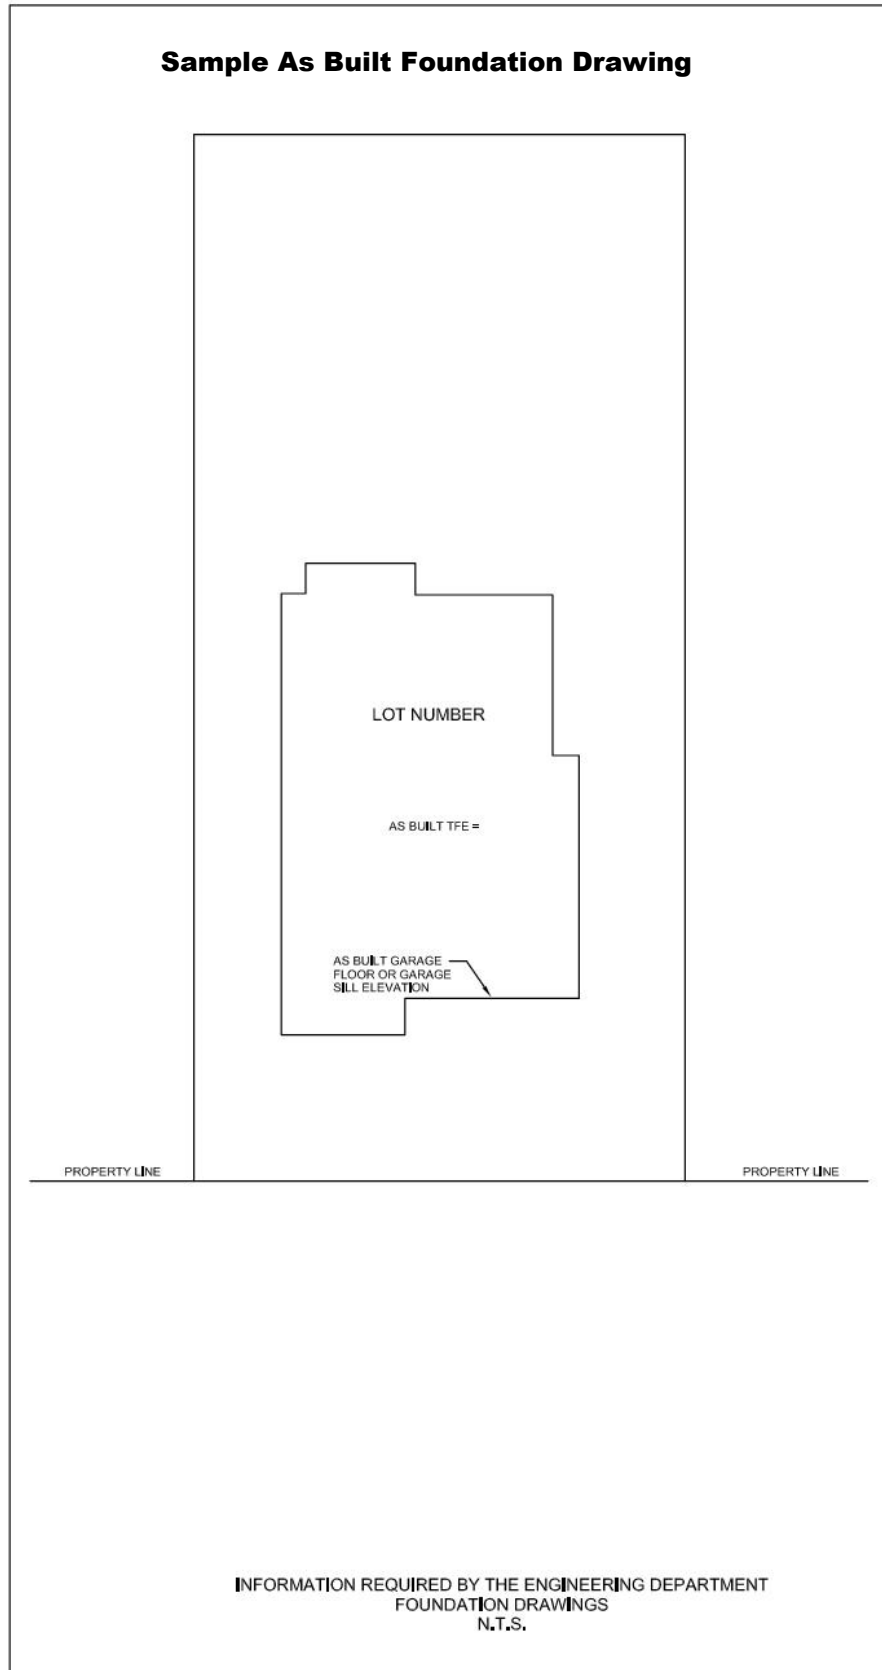 Sample As Built Foundation Drawing
LOT NUMBER
AS BUILT TFE =
AS BUILT GARAGE
FLOOR OR GARAGE
SILL ELEVATION
PROPERTY LINE
PROPERTY LINE
INFORMATION REQUIRED BY THE ENGINEERING DEPARTMENT
FOUNDATION DRAWINGS
N.T.S.